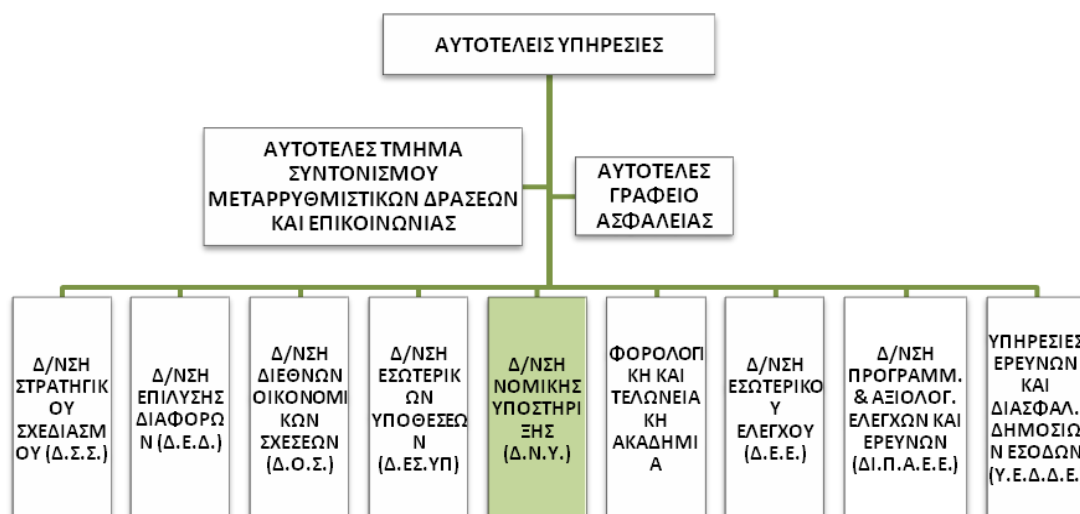 ΑΥΤΟΤΕΛΕΙΣ ΥΠΗΡΕΣΙΕΣ
ΑΥΤΟΤΕΛΕΣ ΤΜΗΜΑ
ΣΥΝΤΟΝΙΣΜΟΥ
ΜΕΤΑΡΡΥΘΜΙΣΤΙΚΩΝ ΔΡΑΣΕΩΝ
ΚΑΙ ΕΠΙΚΟΙΝΩΝΙΑΣ
ΑΥΤΟΤΕΛΕΣ
ΓΡΑΦΕΙΟ
ΑΣΦΑΛΕΙΑΣ
Δ/ΝΣΗ
ΣΤΡΑΤΗΓΙΚ
ΟΥ
ΣΧΕΔΙΑΣΜ
ΟΥ (Δ.Σ.Σ.)
Δ/ΝΣΗ
ΕΠΙΛΥΣΗΣ
ΔΙΑΦΟΡΩ
Ν (Δ.Ε.Δ.)
Δ/ΝΣΗ
ΔΙΕΘΝΩΝ
ΟΙΚΟΝΟΜΙ
ΚΩΝ
ΣΧΕΣΕΩΝ
(Δ.Ο.Σ.)
Δ/ΝΣΗ
ΕΣΩΤΕΡΙΚ
ΩΝ
ΥΠΟΘΕΣΕΩ
Ν
(Δ.ΕΣ.ΥΠ)
Δ/ΝΣΗ
ΝΟΜΙΚΗΣ
ΥΠΟΣΤΗΡΙ
ΞΗΣ
(Δ.Ν.Υ.)
ΦΟΡΟΛΟΓΙ
ΚΗ ΚΑΙ
ΤΕΛΩΝΕΙΑ
ΚΗ
ΑΚΑΔΗΜΙ
Α
Δ/ΝΣΗ
ΕΣΩΤΕΡΙΚΟ
Υ
ΕΛΕΓΧΟΥ
(Δ.Ε.Ε.)
Δ/ΝΣΗ
ΠΡΟΓΡΑΜΜ.
& ΑΞΙΟΛΟΓ.
ΕΛΕΓΧΩΝ ΚΑΙ
ΕΡΕΥΝΩΝ
(ΔΙ.Π.Α.Ε.Ε.)
ΥΠΗΡΕΣΙΕΣ
ΕΡΕΥΝΩΝ
ΚΑΙ
ΔΙΑΣΦΑΛ.
ΔΗΜΟΣΙΩ
Ν ΕΣΟΔΩΝ
(Υ.Ε.Δ.Δ.Ε.